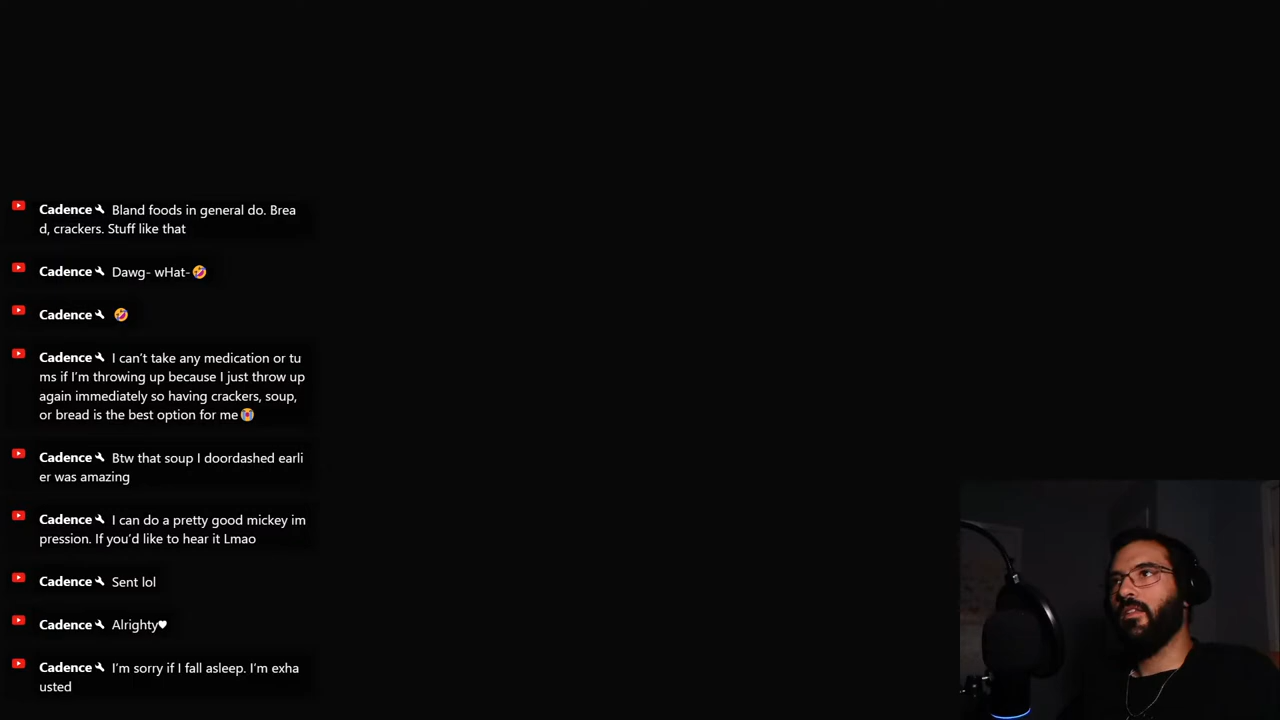 Cadence Bland foods in general do. Brea
d, crackers. Stuff like that
Cadence Dawg- wHat-🤣
Cadence 🤣
Cadence I can’t take any medication or tu
ms if I’m throwing up because I just throw up
again immediately so having crackers, soup,
or bread is the best option for me😭
Cadence Btw that soup I doordashed earli
er was amazing
Cadence I can do a pretty good mickey im
pression. If you’d like to hear it Lmao
Cadence Sent lol
Cadence Alrighty♥
Cadence I’m sorry if I fall asleep. I’m exha
usted